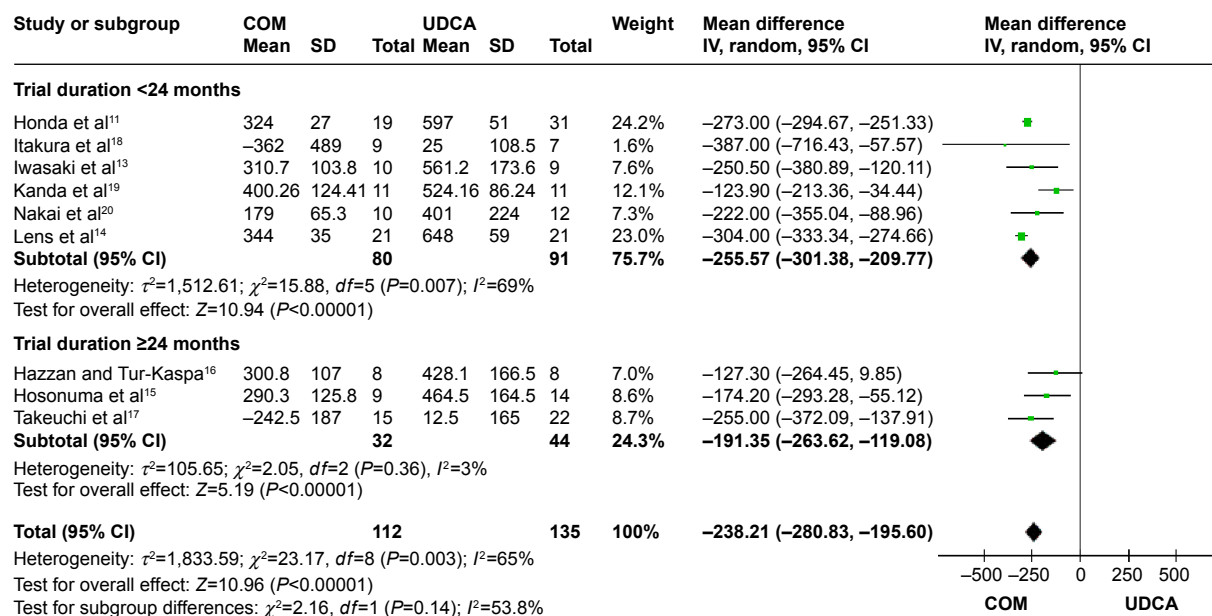 Study or subgroup COM UDCA Weight Mean difference Mean difference
Mean SD Total Mean SD Total IV, random, 95% CI IV, random, 95% CI
Trial duration <24 months
Honda et al¹¹ 324 27 19 597 51 31 24.2% –273.00 (–294.67, –251.33)
Itakura et al¹⁸ –362 489 9 25 108.5 7 1.6% –387.00 (–716.43, –57.57)
Iwasaki et al¹³ 310.7 103.8 10 561.2 173.6 9 7.6% –250.50 (–380.89, –120.11)
Kanda et al¹⁹ 400.26 124.41 11 524.16 86.24 11 12.1% –123.90 (–213.36, –34.44)
Nakai et al²⁰ 179 65.3 10 401 224 12 7.3% –222.00 (–355.04, –88.96)
Lens et al¹⁴ 344 35 21 648 59 21 23.0% –304.00 (–333.34, –274.66)
Subtotal (95% CI) 80 91 75.7% –255.57 (–301.38, –209.77)
Heterogeneity: τ²=1,512.61; χ²=15.88, df=5 (P=0.007); I²=69%
Test for overall effect: Z=10.94 (P<0.00001)
Trial duration ≥24 months
Hazzan and Tur-Kaspa¹⁶ 300.8 107 8 428.1 166.5 8 7.0% –127.30 (–264.45, 9.85)
Hosonuma et al¹⁵ 290.3 125.8 9 464.5 164.5 14 8.6% –174.20 (–293.28, –55.12)
Takeuchi et al¹⁷ –242.5 187 15 12.5 165 22 8.7% –255.00 (–372.09, –137.91)
Subtotal (95% CI) 32 44 24.3% –191.35 (–263.62, –119.08)
Heterogeneity: τ²=105.65; χ²=2.05, df=2 (P=0.36), I²=3%
Test for overall effect: Z=5.19 (P<0.00001)
Total (95% CI) 112 135 100% –238.21 (–280.83, –195.60)
Heterogeneity: τ²=1,833.59; χ²=23.17, df=8 (P=0.003); I²=65%
Test for overall effect: Z=10.96 (P<0.00001)
Test for subgroup differences: χ²=2.16, df=1 (P=0.14); I²=53.8%
–500 –250 0 250 500
COM UDCA